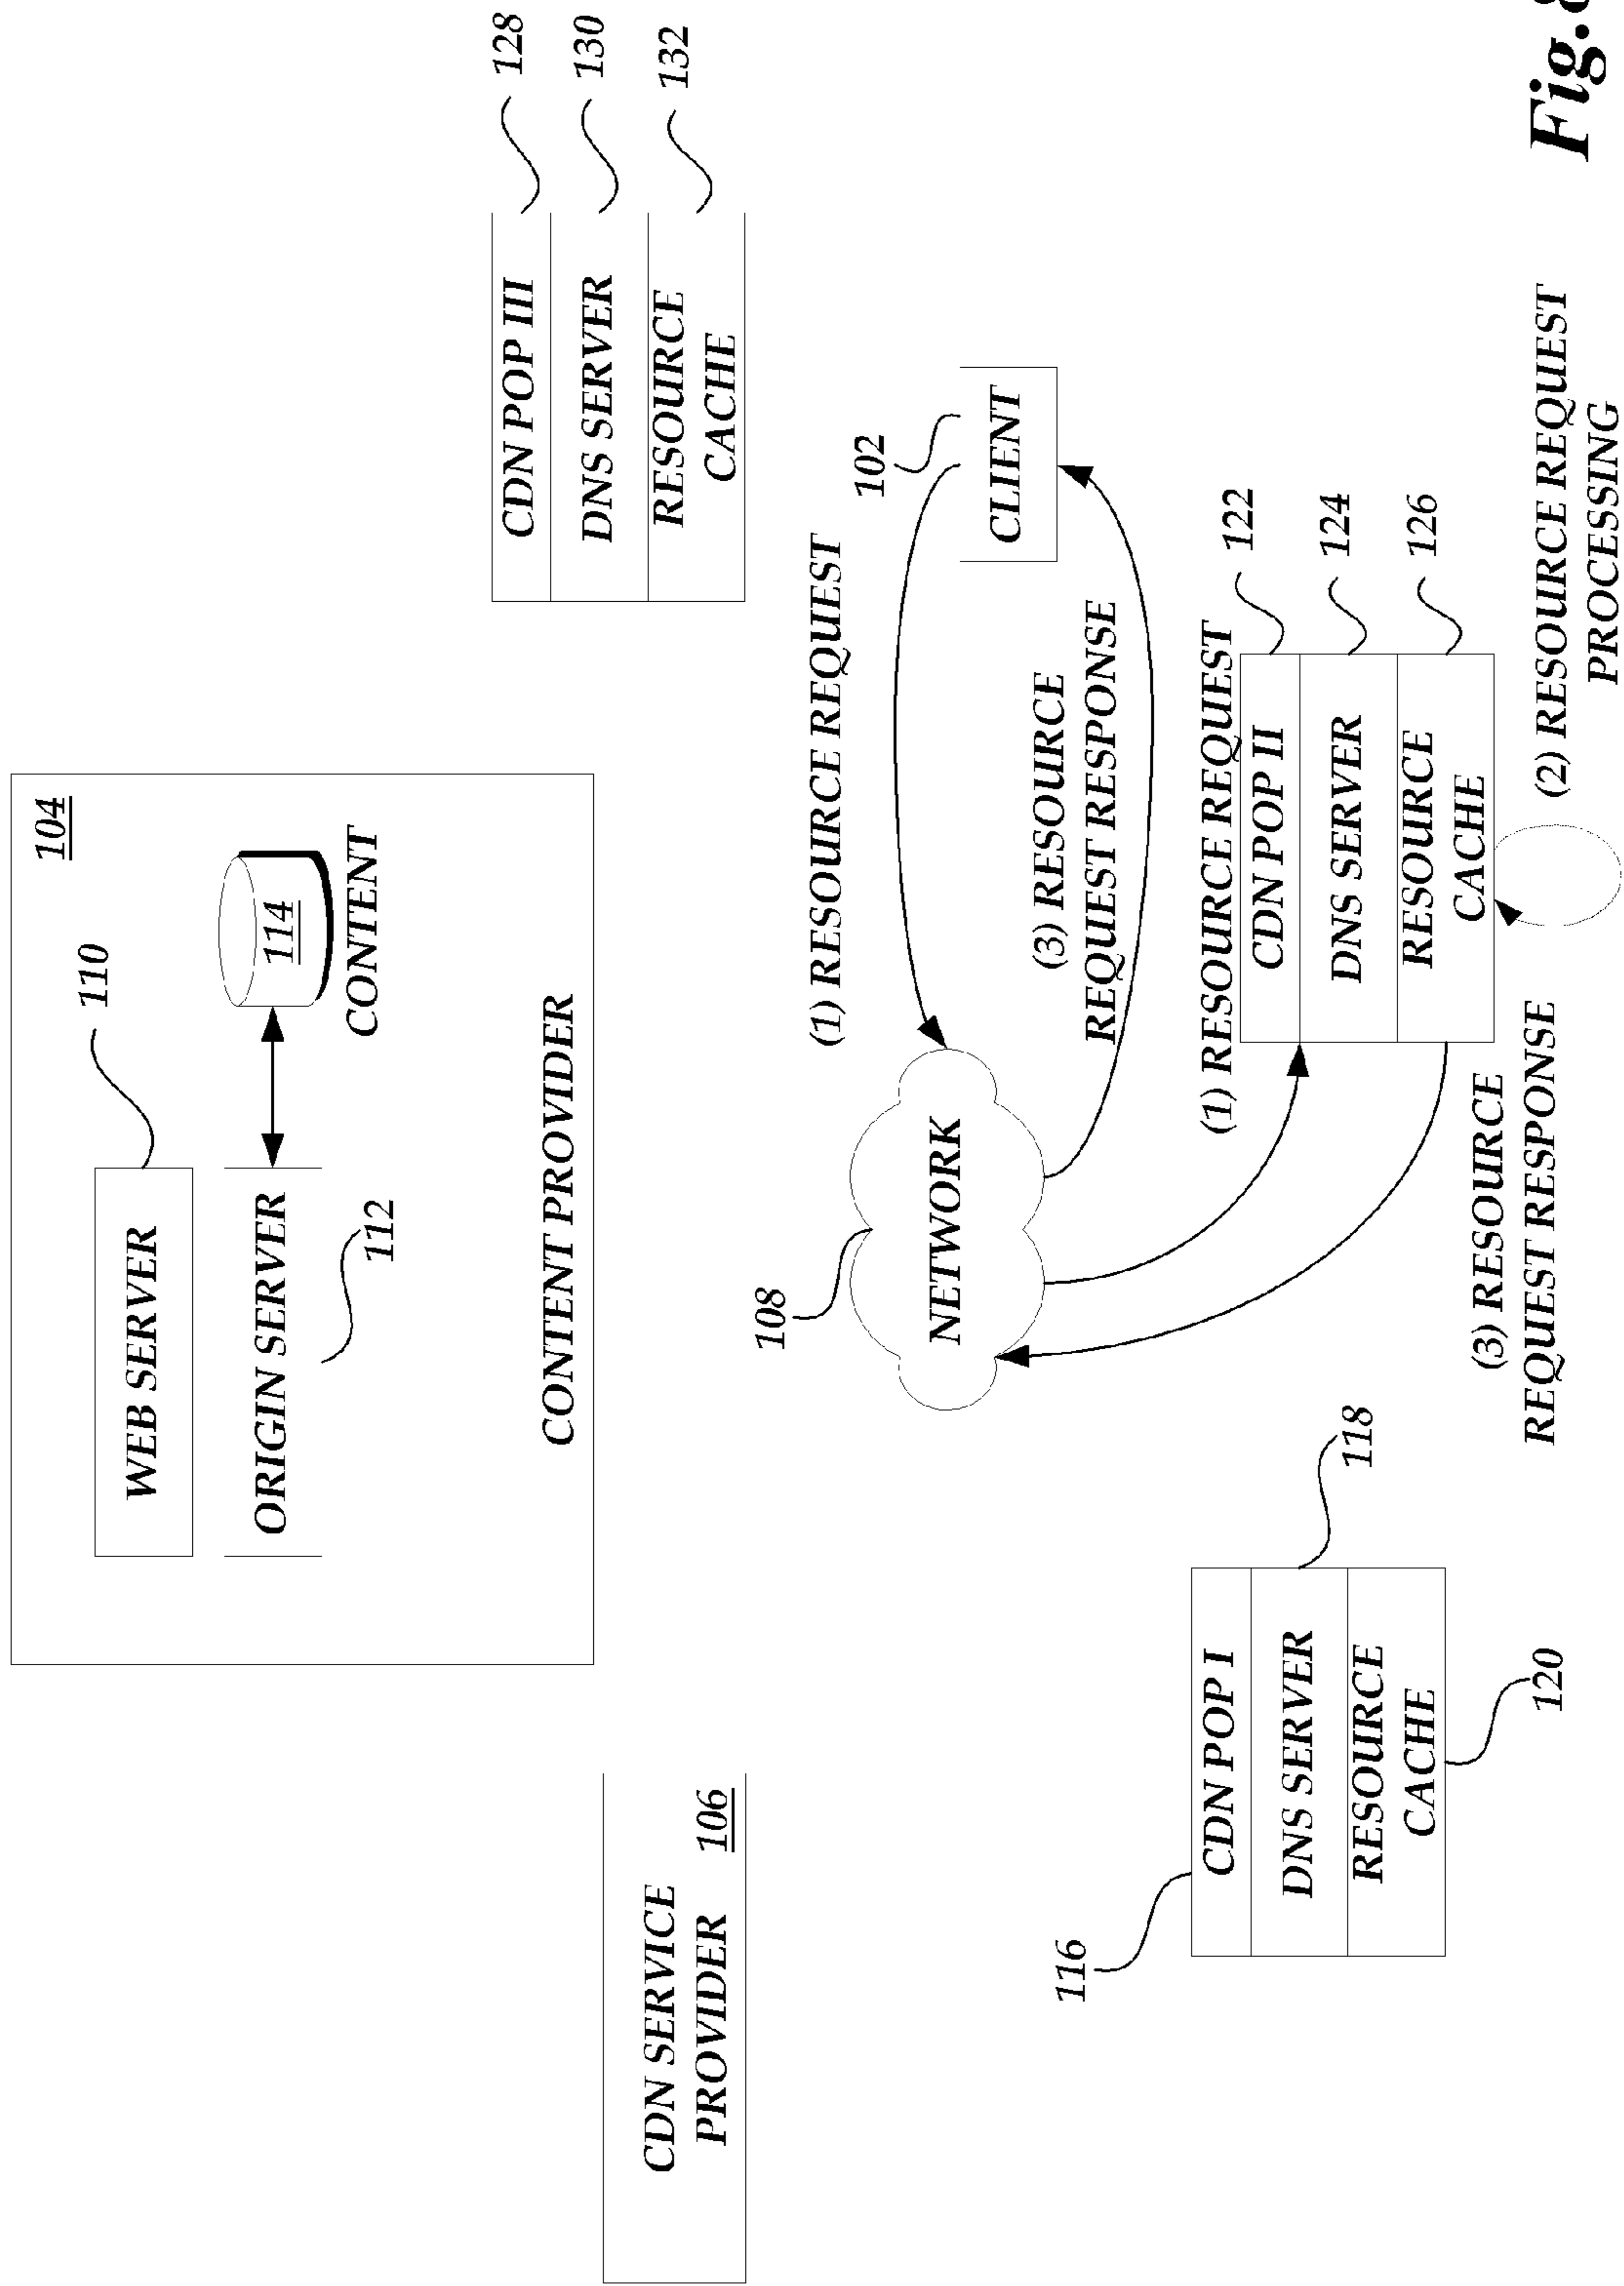 104
110
WEB SERVER
ORIGIN SERVER
112
114
CONTENT
CONTENT PROVIDER
CDN SERVICE
PROVIDER 106
128
CDN POP III
130
DNS SERVER
132
RESOURCE
CACHE
(1) RESOURCE REQUEST
102
CLIENT
108
NETWORK
(3) RESOURCE
REQUEST RESPONSE
116
CDN POP I
118
DNS SERVER
RESOURCE
CACHE
120
(1) RESOURCE REQUEST
122
CDN POP II
124
DNS SERVER
126
RESOURCE
CACHE
(3) RESOURCE
REQUEST RESPONSE
(2) RESOURCE REQUEST
PROCESSING
Fig.